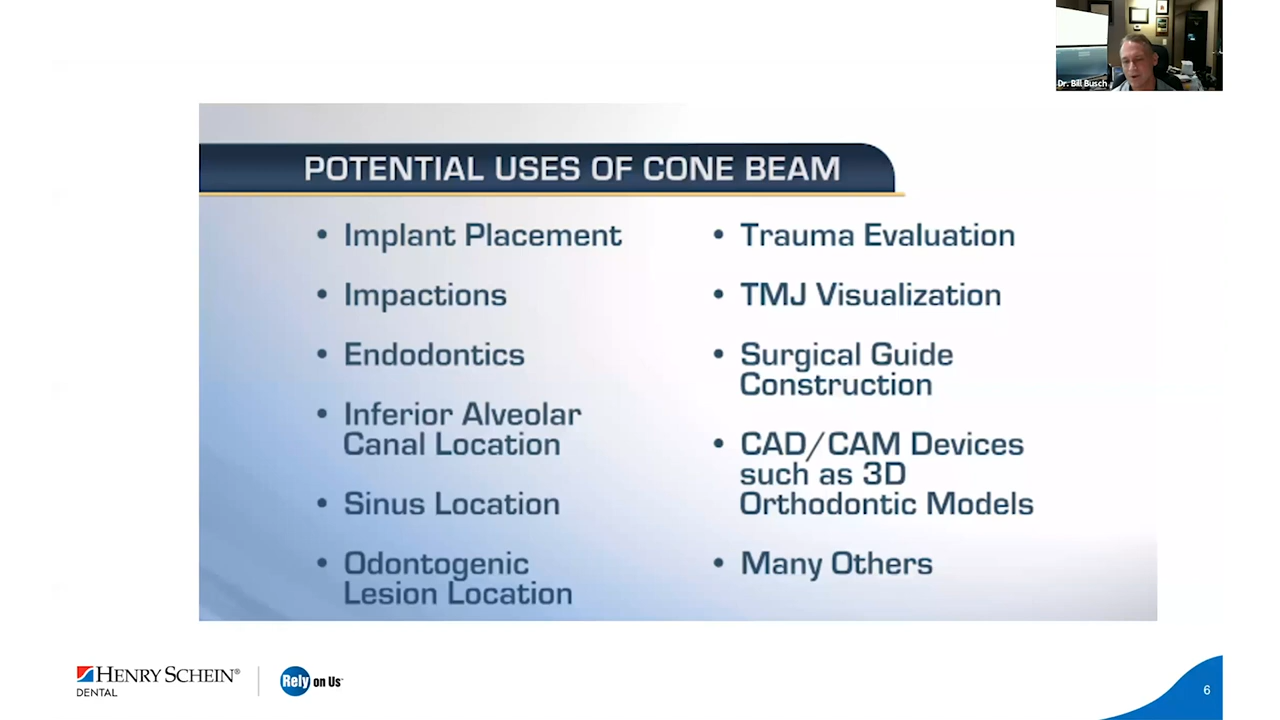 Dr. Bill Busch
POTENTIAL USES OF CONE BEAM
• Implant Placement
• Impactions
• Endodontics
• Inferior Alveolar
Canal Location
• Sinus Location
• Odontogenic
Lesion Location
• Trauma Evaluation
• TMJ Visualization
• Surgical Guide
Construction
• CAD/CAM Devices
such as 3D
Orthodontic Models
• Many Others
HENRY SCHEIN®
DENTAL
Rely on Us™
6